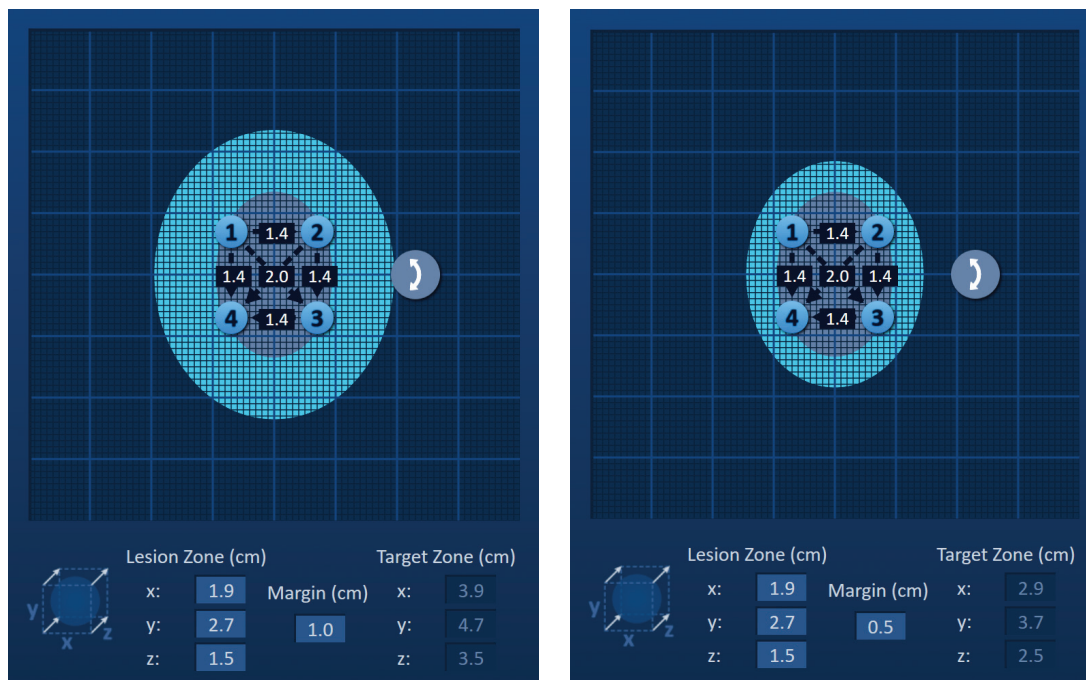 1 1.4 2
1.4 2.0 1.4
4 1.4 3
Lesion Zone (cm) Target Zone (cm)
x: 1.9 Margin (cm) x: 3.9
y: 2.7 1.0 y: 4.7
z: 1.5 z: 3.5
y
x
z
1 1.4 2
1.4 2.0 1.4
4 1.4 3
Lesion Zone (cm) Target Zone (cm)
x: 1.9 Margin (cm) x: 2.9
y: 2.7 0.5 y: 3.7
z: 1.5 z: 2.5
y
x
z